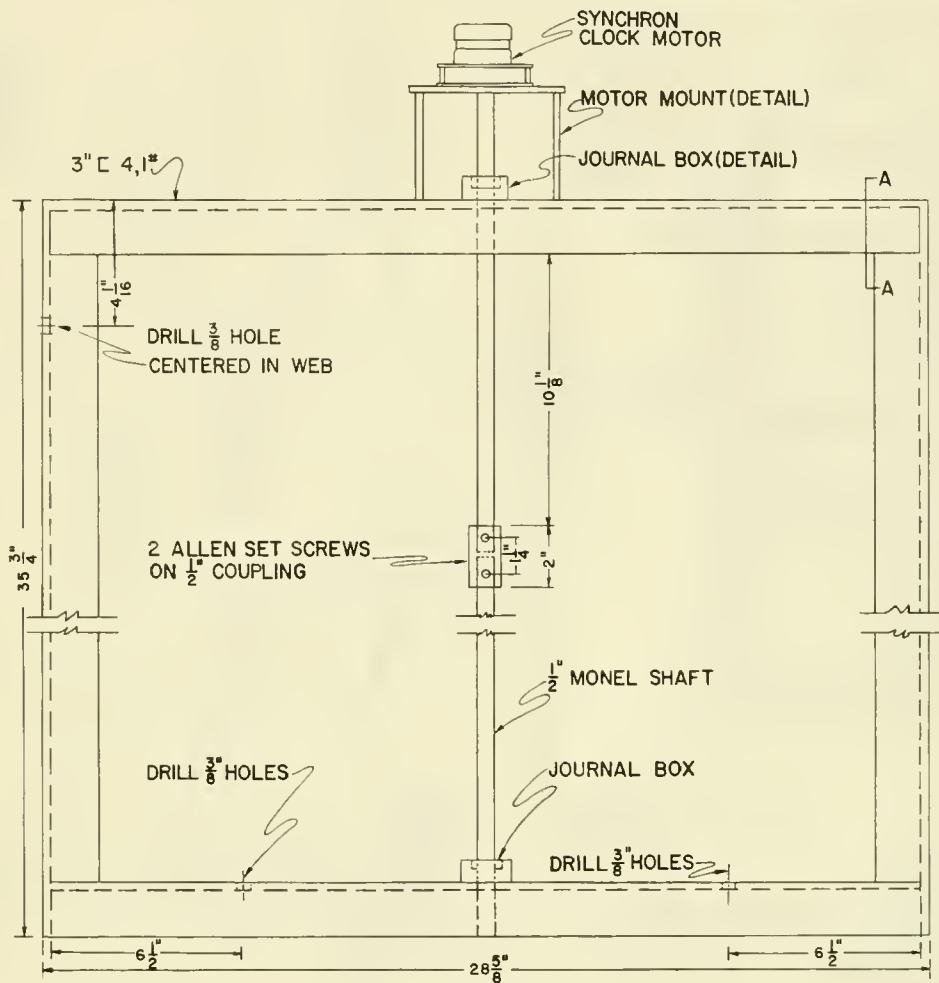 SYNCHRON
CLOCK MOTOR
MOTOR MOUNT(DETAIL)
JOURNAL BOX(DETAIL)
3" [ 4,1#
A
A
4 1/16"
DRILL 3/8 HOLE
CENTERED IN WEB
10 1/8"
35 3/4"
2 ALLEN SET SCREWS
ON 1/2" COUPLING
1 1/4"
2"
1/2" MONEL SHAFT
DRILL 3/8" HOLES
JOURNAL BOX
DRILL 3/8" HOLES
6 1/2"
6 1/2"
28 5/8"